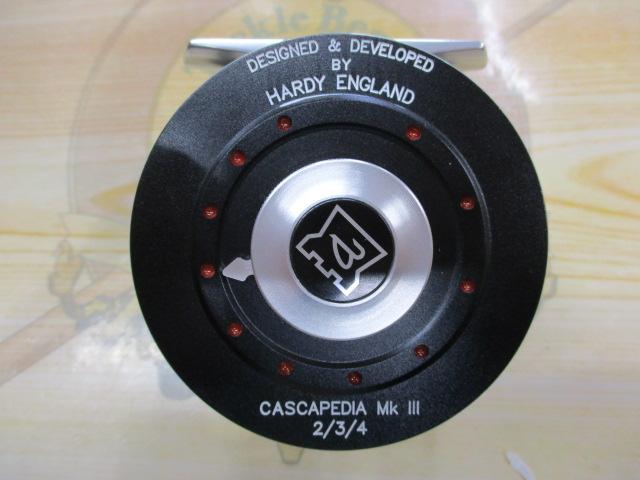 DESIGNED & DEVELOPED
BY
HARDY ENGLAND
CASCAPEDIA Mk III
2/3/4